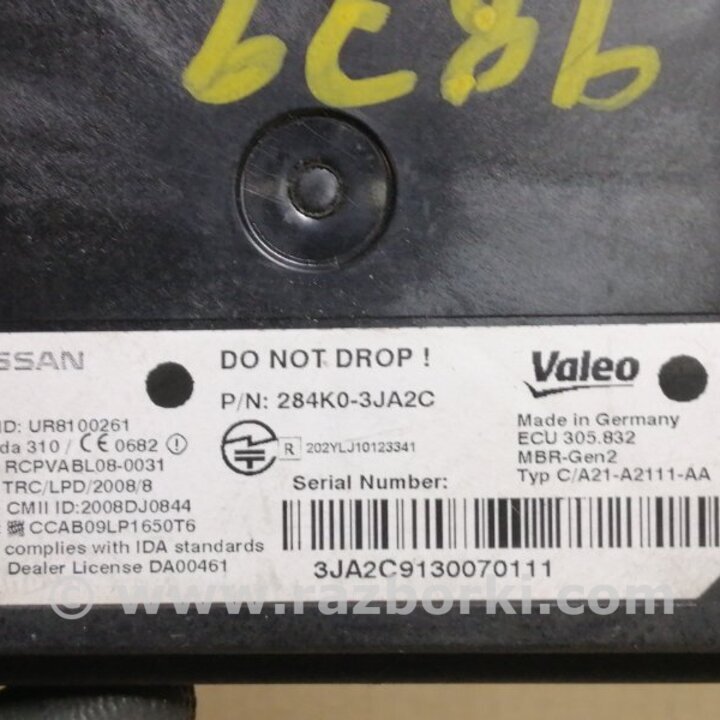 SSAN
DO NOT DROP !
Valeo
P/N: 284K0-3JA2C
ID: UR8100261
da 310 / CE 0682
RCPVABL08-0031
TRC/LPD/2008/8
CMII ID:2008DJ0844
CCAB09LP1650T6
complies with IDA standards
Dealer License DA00461
R 202YLJ10123341
Serial Number:
3JA2C9130070111
Made in Germany
ECU 305.832
MBR-Gen2
Typ C/A21-A2111-AA
© www.razborki.com